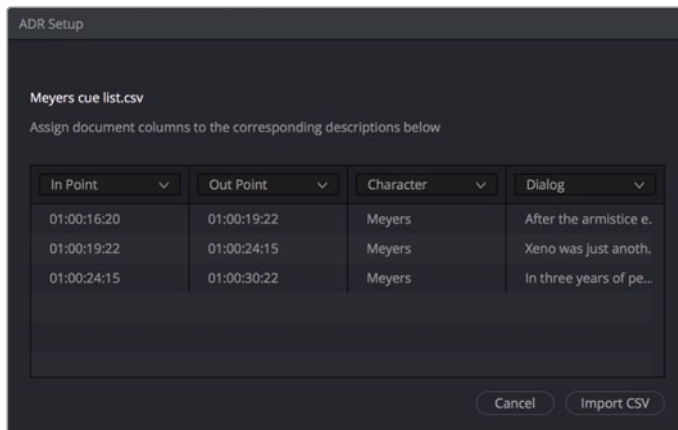 ADR Setup
Meyers cue list.csv
Assign document columns to the corresponding descriptions below
In Point Out Point Character Dialog
01:00:16:20 01:00:19:22 Meyers After the armistice e.
01:00:19:22 01:00:24:15 Meyers Xeno was just anoth.
01:00:24:15 01:00:30:22 Meyers In three years of pe...
Cancel Import CSV